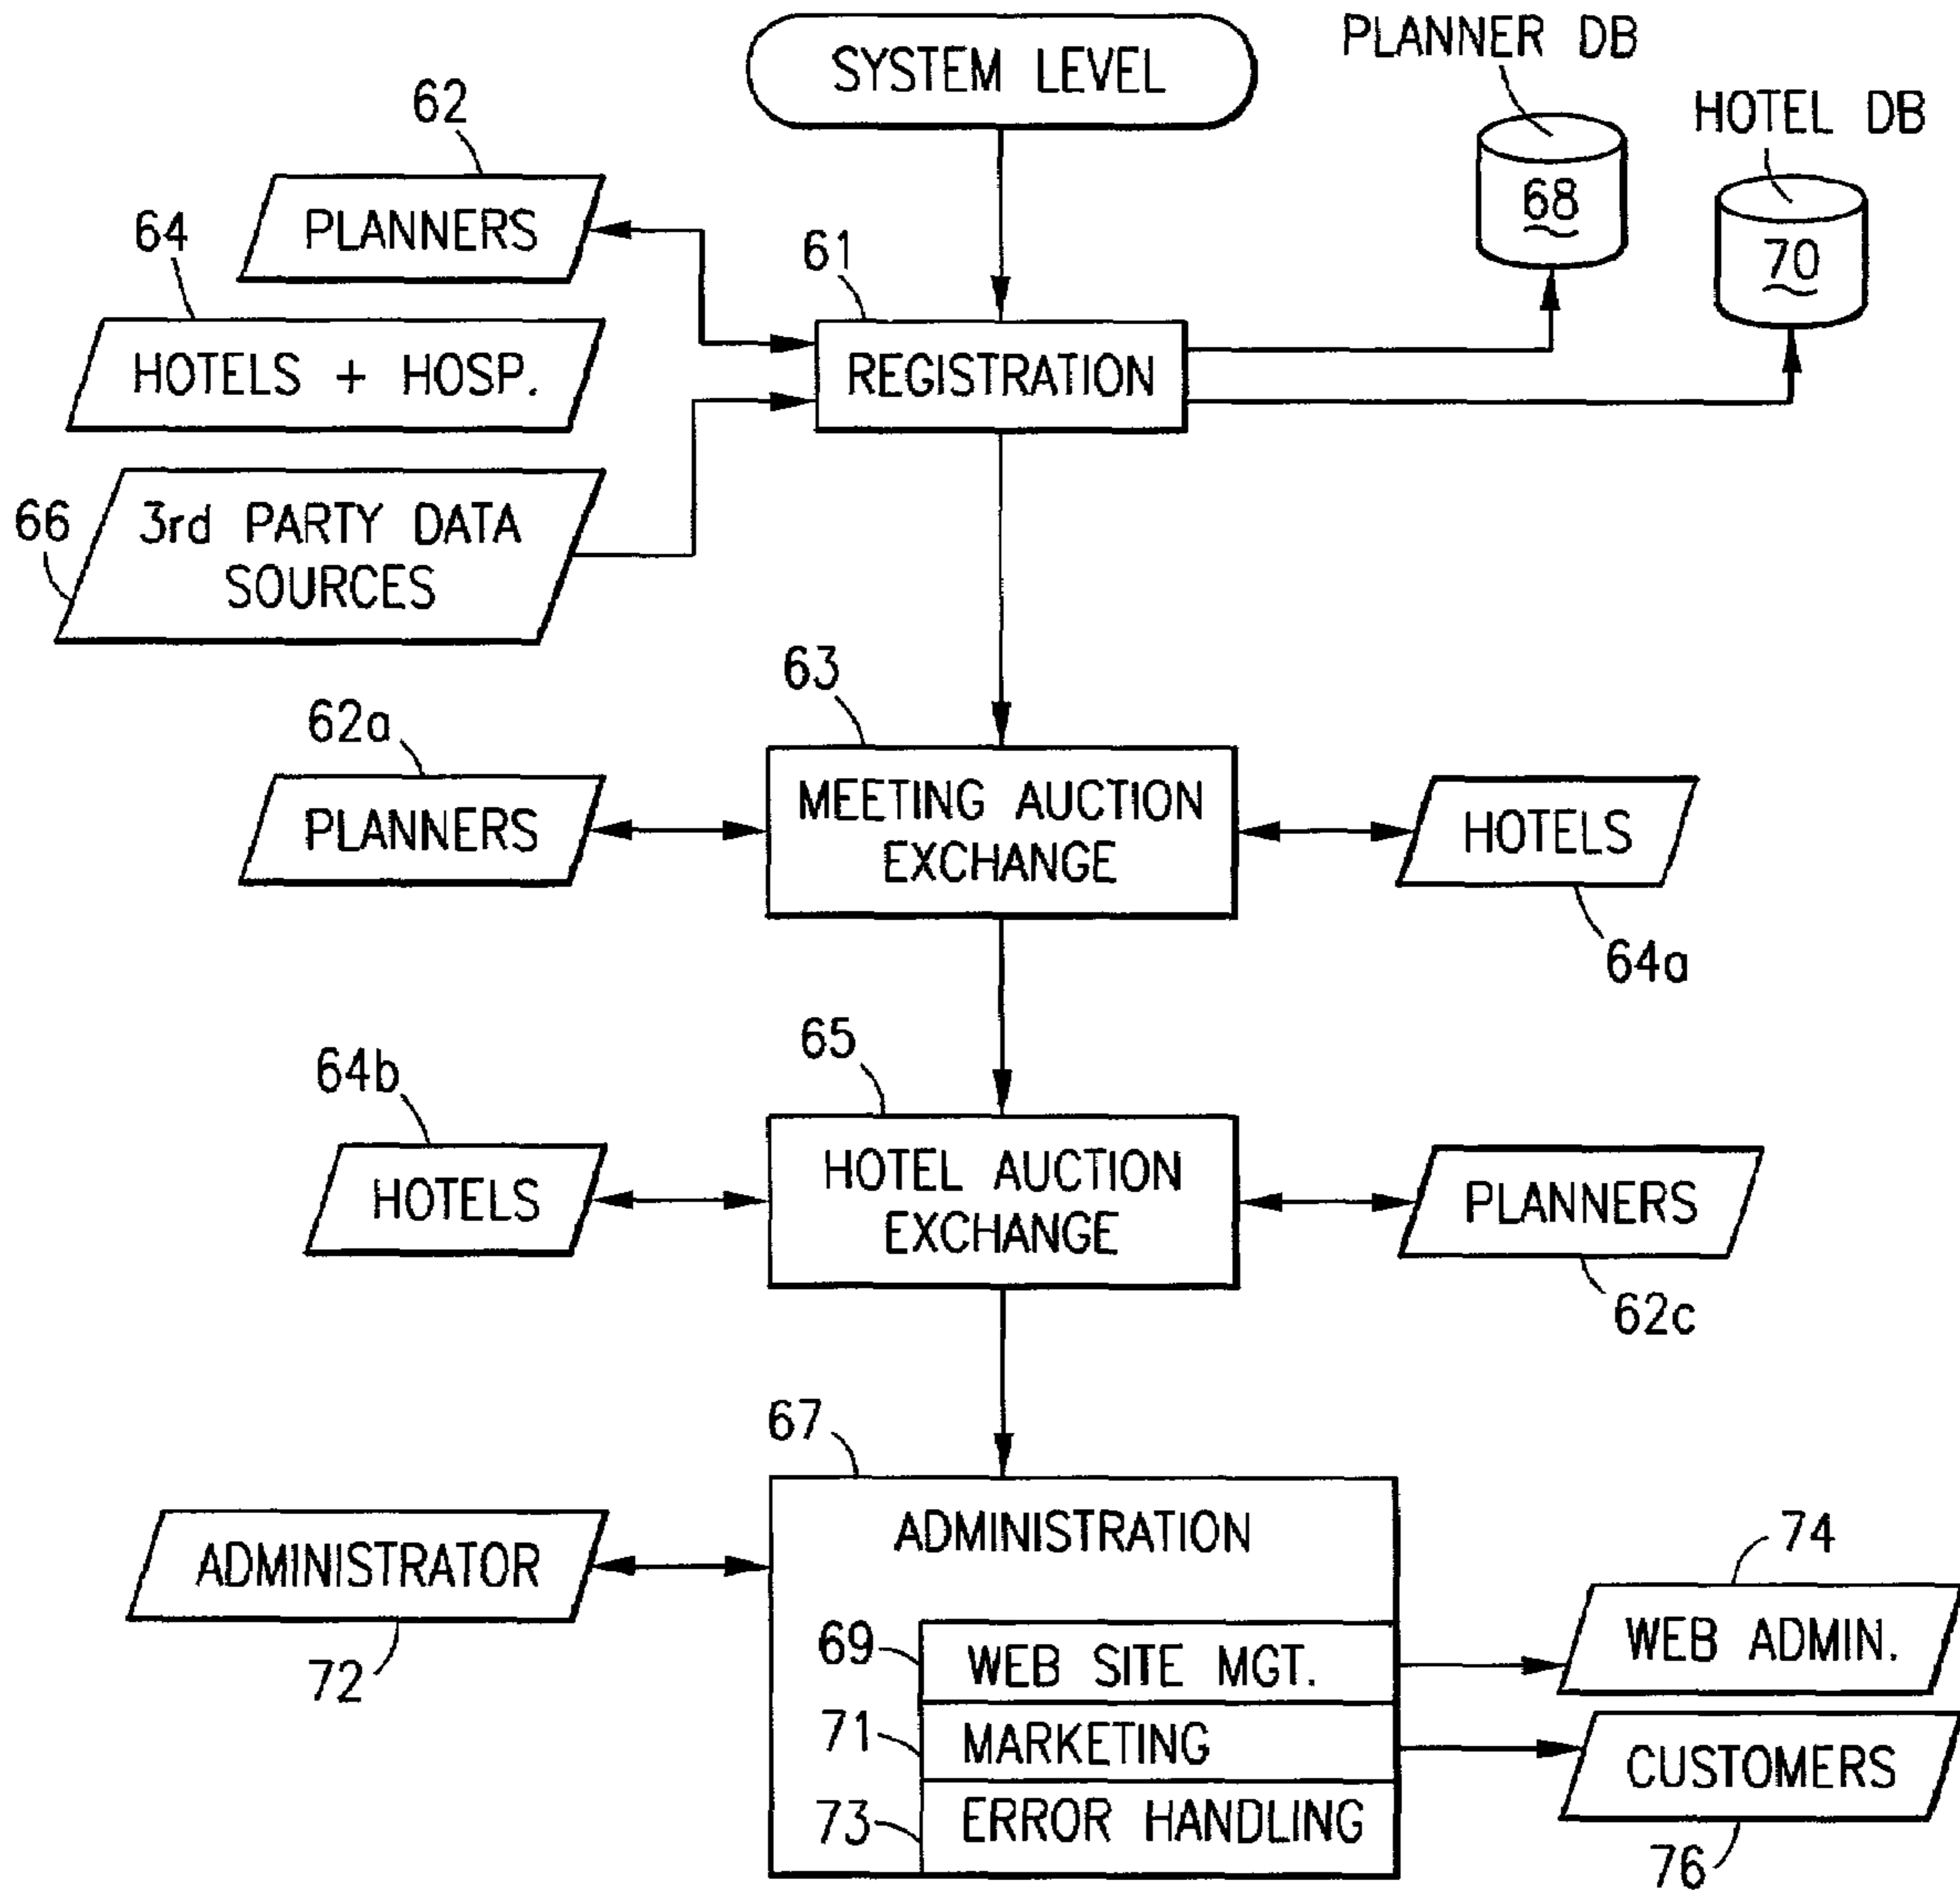 SYSTEM LEVEL
PLANNER DB
HOTEL DB
62
PLANNERS
68
70
64
HOTELS + HOSP.
61
REGISTRATION
66
3rd PARTY DATA
SOURCES
63
62a
PLANNERS
MEETING AUCTION
EXCHANGE
HOTELS
64a
65
64b
HOTELS
HOTEL AUCTION
EXCHANGE
PLANNERS
62c
67
ADMINISTRATION
ADMINISTRATOR
72
74
69
WEB SITE MGT.
WEB ADMIN.
71
MARKETING
CUSTOMERS
73
ERROR HANDLING
76